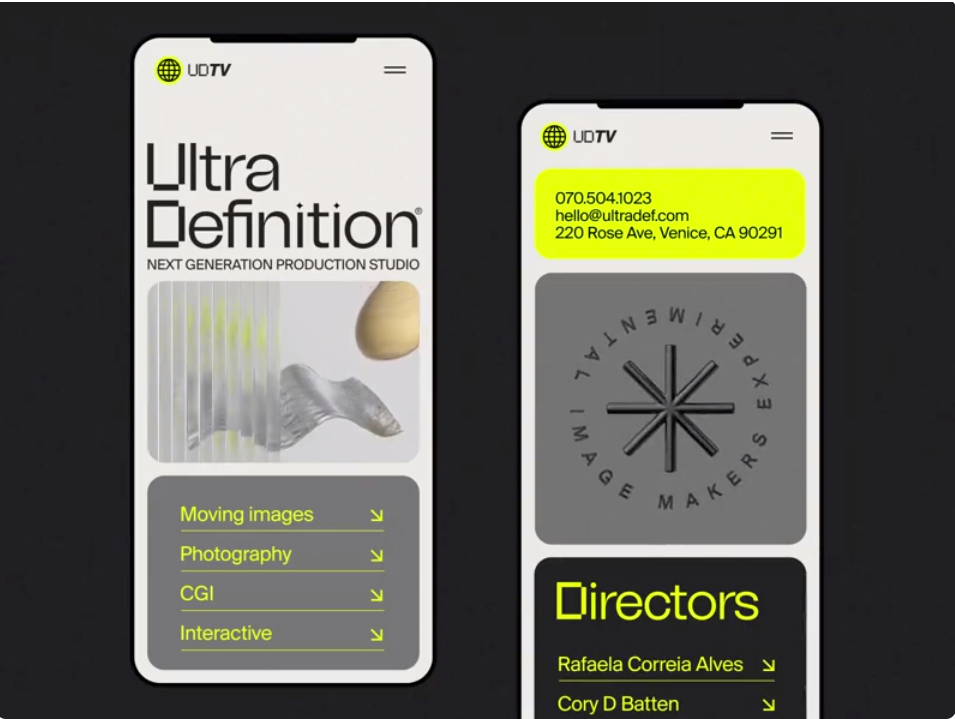 UDTV
Ultra
Definition®
NEXT GENERATION PRODUCTION STUDIO
Moving images
Photography
CGI
Interactive
UDTV
070.504.1023
hello@ultradef.com
220 Rose Ave, Venice, CA 90291
EXPERIMENTAL IMAGE MAKERS
Directors
Rafaela Correia Alves
Cory D Batten